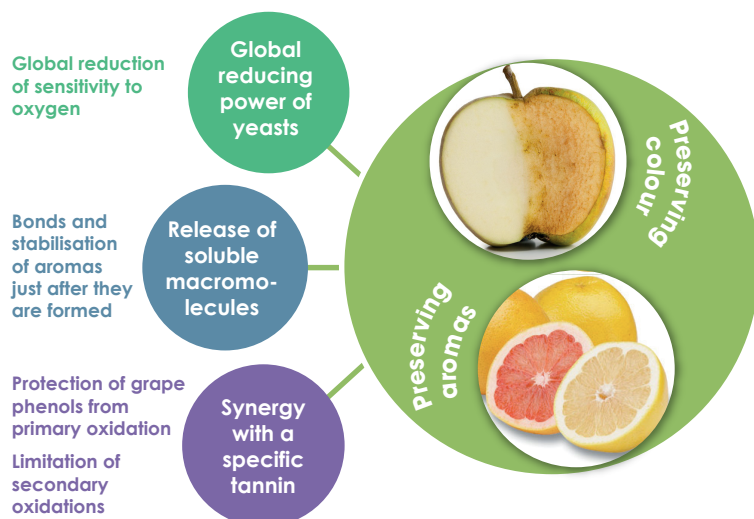 Global reduction
of sensitivity to
oxygen
Global
reducing
power of
yeasts
Bonds and
stabilisation
of aromas
just after they
are formed
Release of
soluble
macromo-
lecules
Protection of grape
phenols from
primary oxidation
Limitation of
secondary
oxidations
Synergy
with a
specific
tannin
Preserving
colour
Preserving
aromas